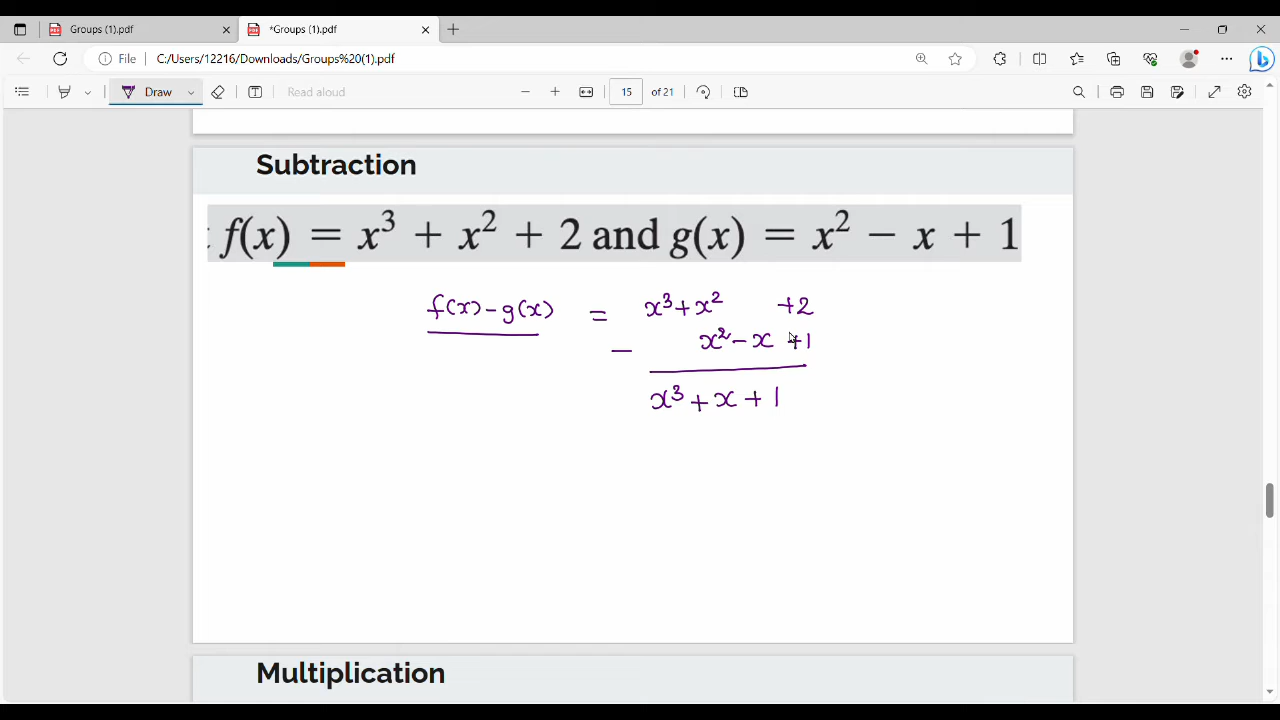 Groups (1).pdf
*Groups (1).pdf
File
C:/Users/12216/Downloads/Groups%20(1).pdf
Draw
Read aloud
15
of 21
Subtraction
: f(x) = x³ + x² + 2 and g(x) = x² − x + 1
f(x) − g(x) = x³ + x² +2
− x² − x + 1
x³ + x + 1
Multiplication